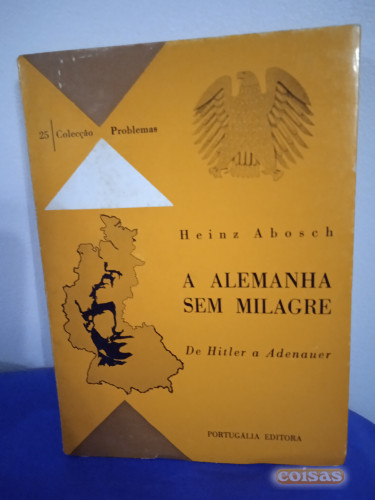 25 | Colecção Problemas
Heinz Abosch
A ALEMANHA
SEM MILAGRE
De Hitler a Adenauer
PORTUGALIA EDITORA
coisas